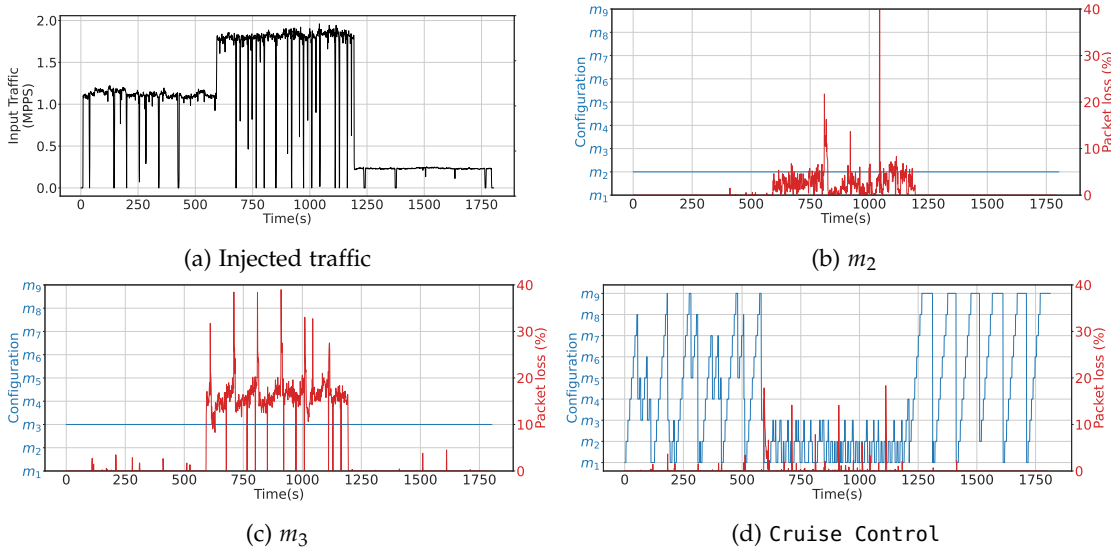 2.0
1.5
1.0
0.5
0.0
Input Traffic
(MPPS)
0 250 500 750 1000 1250 1500 1750
Time(s)
(a) Injected traffic
m9
m8
m7
m6
m5
m4
m3
m2
m1
Configuration
40
30
20
10
0
Packet loss (%)
0 250 500 750 1000 1250 1500 1750
Time(s)
(b) m2
m9
m8
m7
m6
m5
m4
m3
m2
m1
Configuration
40
30
20
10
0
Packet loss (%)
0 250 500 750 1000 1250 1500 1750
Time(s)
(c) m3
m9
m8
m7
m6
m5
m4
m3
m2
m1
Configuration
40
30
20
10
0
Packet loss (%)
0 250 500 750 1000 1250 1500 1750
Time(s)
(d) Cruise Control